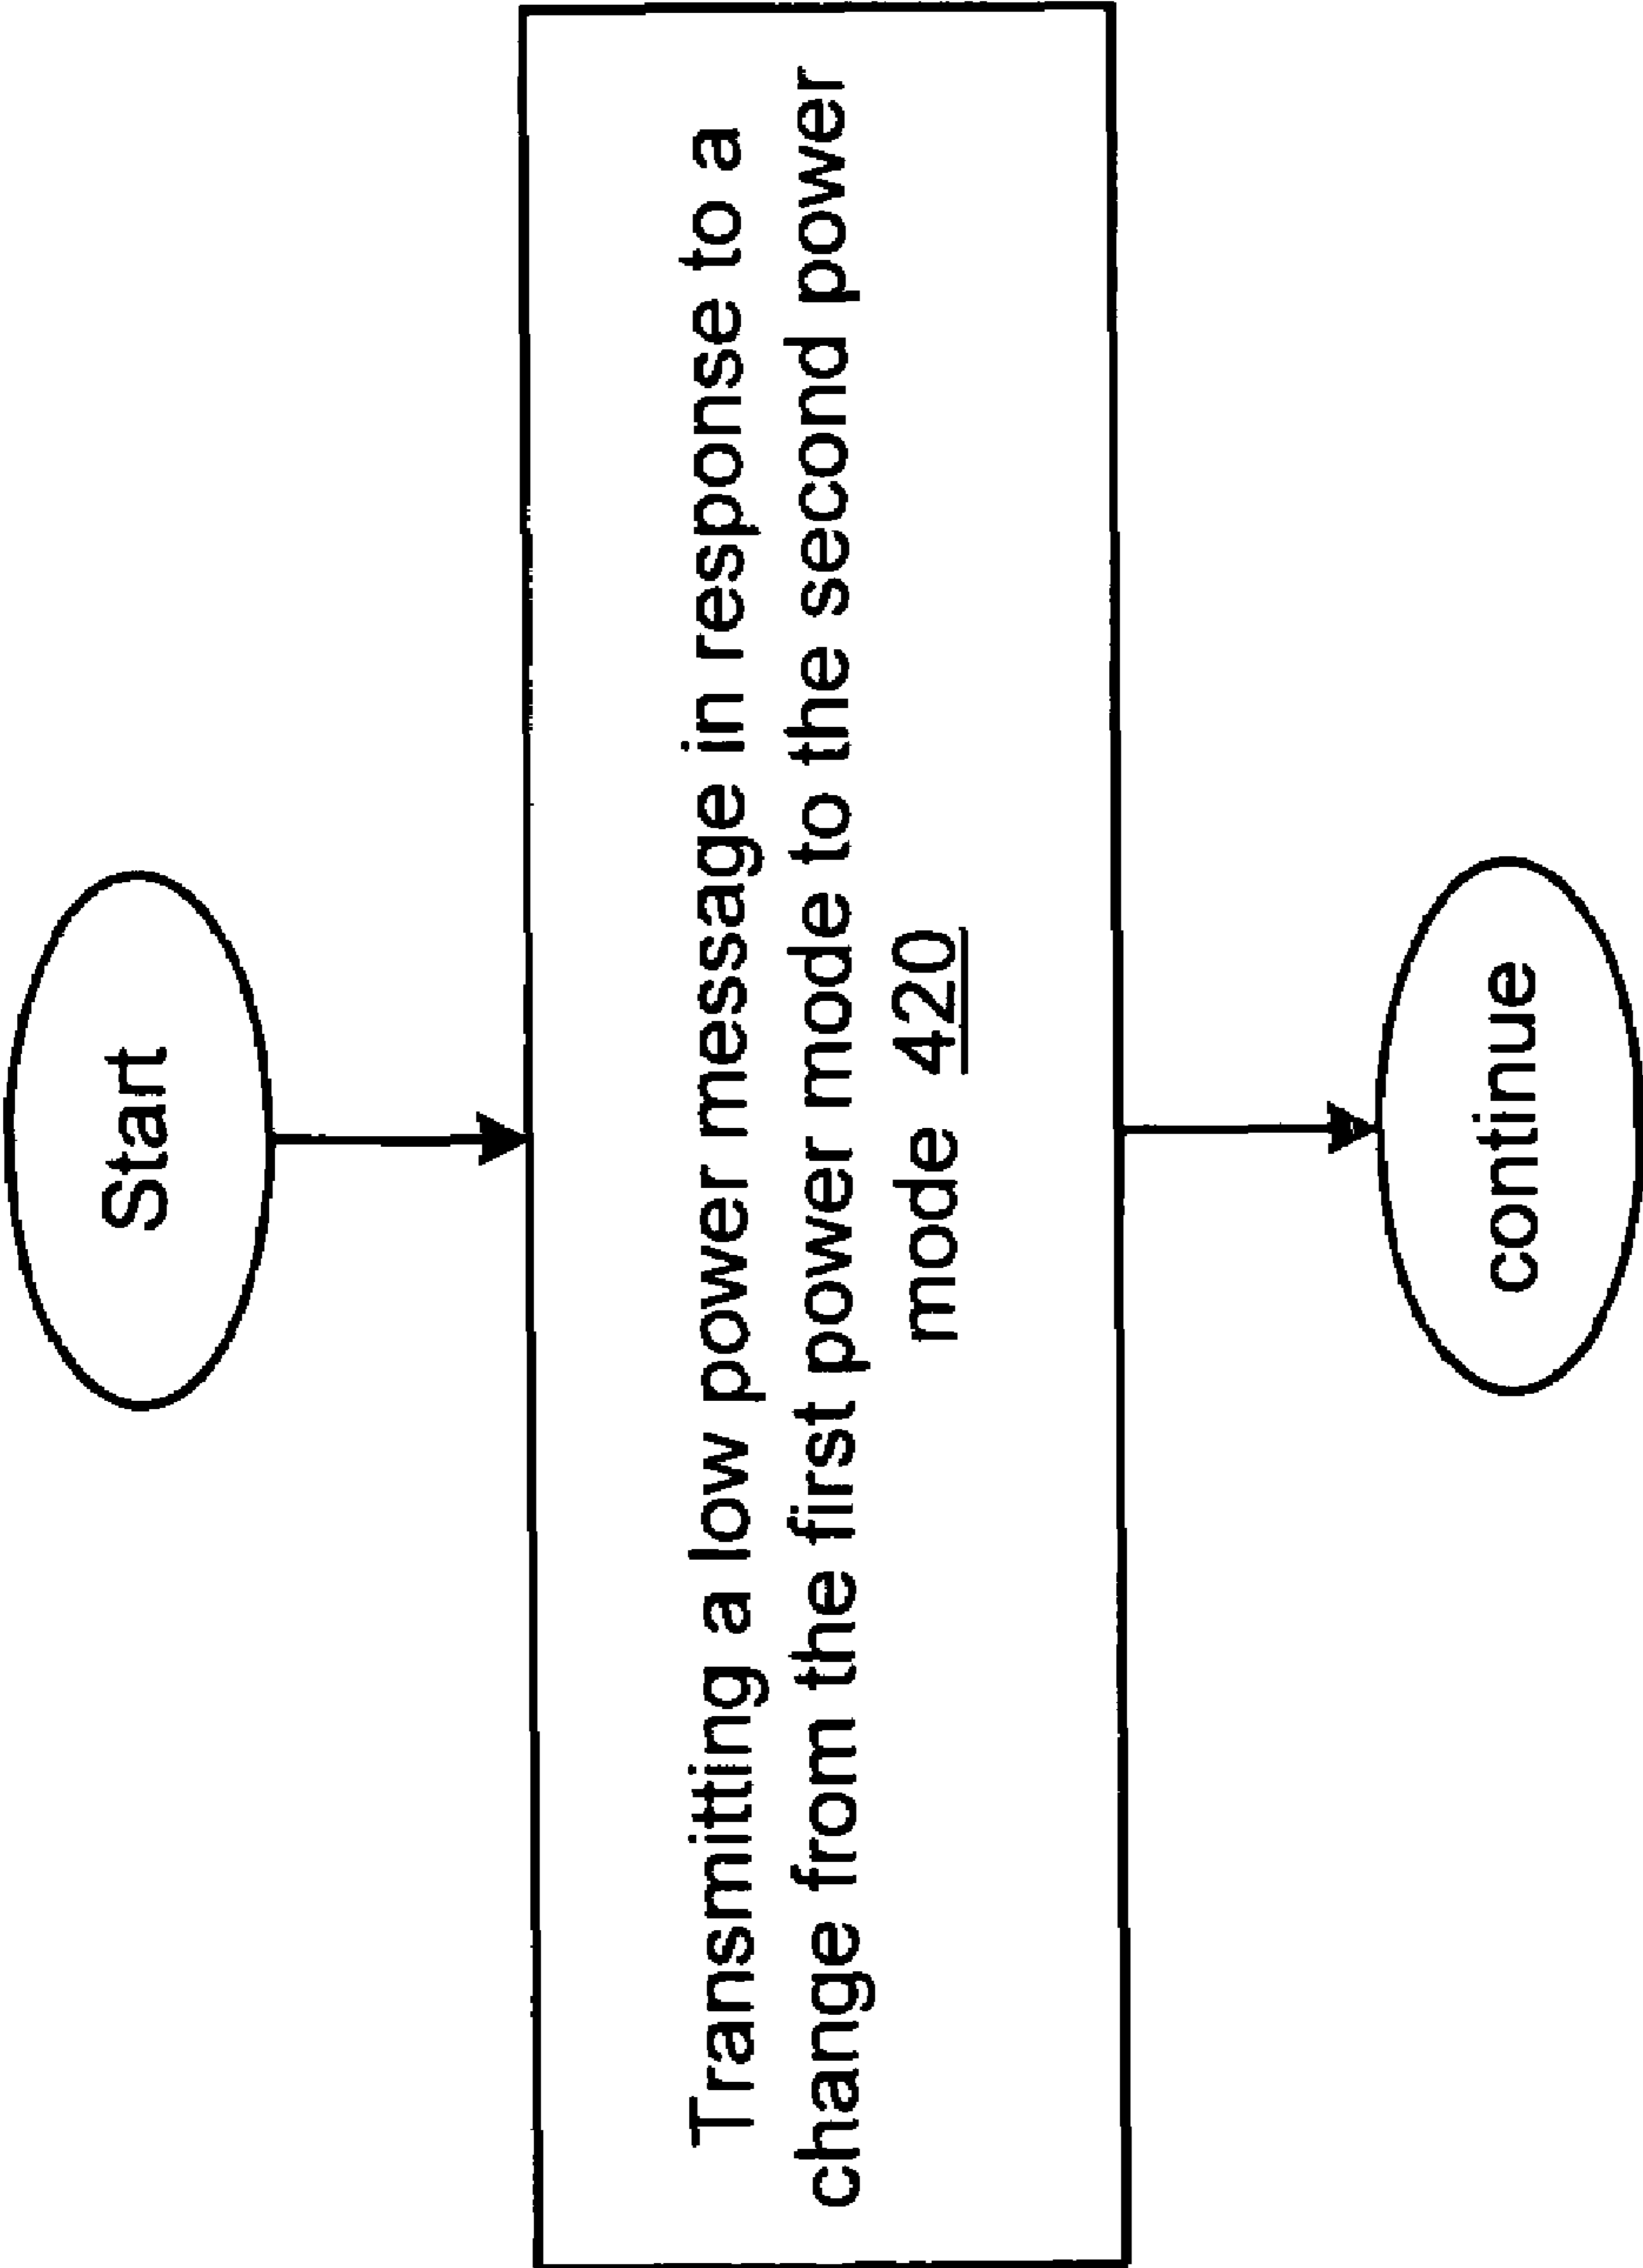 Start
Transmitting a low power message in response to a
change from the first power mode to the second power
mode 420
continue